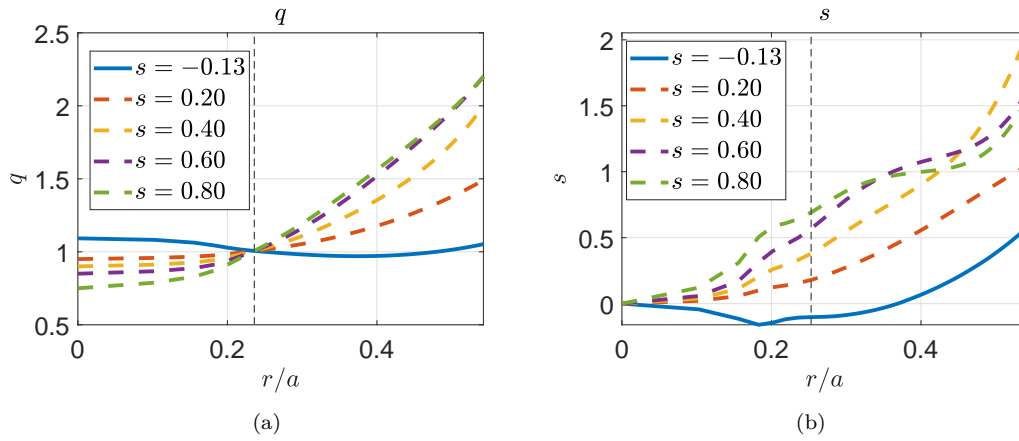 q
2.5
2
1.5
1
0.5
q
s = −0.13
s = 0.20
s = 0.40
s = 0.60
s = 0.80
0
0.2
0.4
r/a
(a)
s
2
1.5
1
0.5
0
s
s = −0.13
s = 0.20
s = 0.40
s = 0.60
s = 0.80
0
0.2
0.4
r/a
(b)